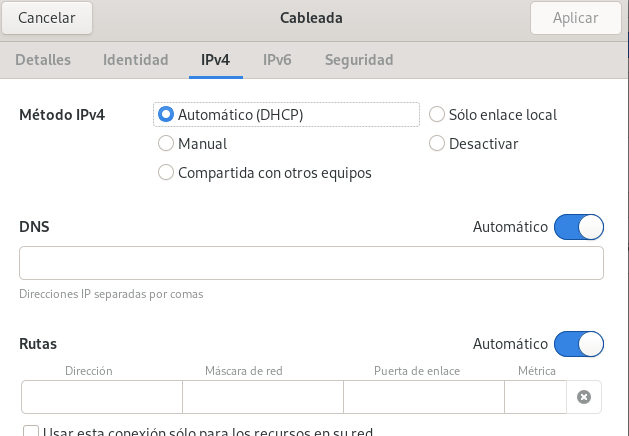 Cancelar Cableada Aplicar
Detalles Identidad IPv4 IPv6 Seguridad
Método IPv4 Automático (DHCP) Sólo enlace local
Manual Desactivar
Compartida con otros equipos
DNS Automático
Direcciones IP separadas por comas
Rutas Automático
Dirección Máscara de red Puerta de enlace Métrica
Usar esta conexión sólo para los recursos en su red